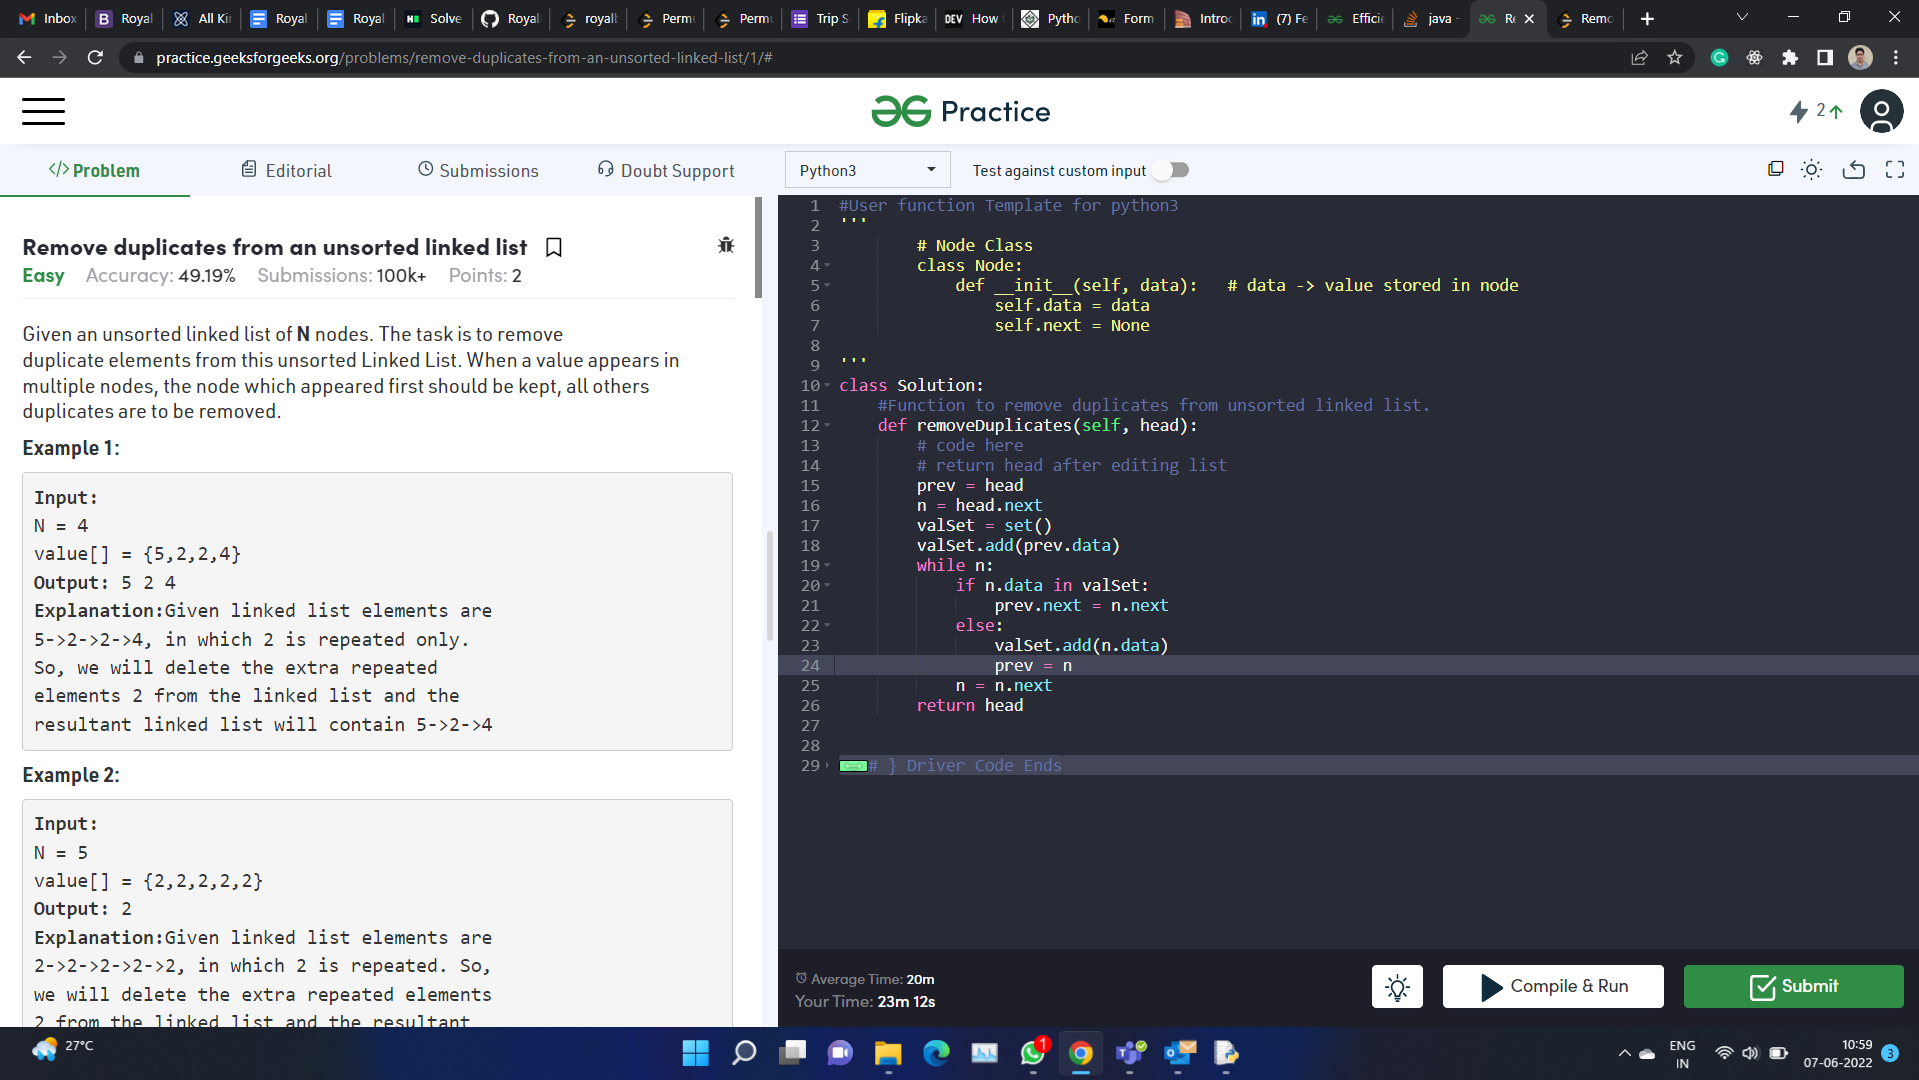 Inbox
Royal
All Kin
Royal
Royal
Solve
Royal
royalb
Permu
Permu
Trip S
Flipka
DEV How
Pytho
Form
Introd
(7) Fe
Efficie
java -
Re
Remo
practice.geeksforgeeks.org/problems/remove-duplicates-from-an-unsorted-linked-list/1/#
Practice
2
</> Problem
Editorial
Submissions
Doubt Support
Python3
Test against custom input
Remove duplicates from an unsorted linked list
Easy Accuracy: 49.19% Submissions: 100k+ Points: 2
Given an unsorted linked list of N nodes. The task is to remove
duplicate elements from this unsorted Linked List. When a value appears in
multiple nodes, the node which appeared first should be kept, all others
duplicates are to be removed.
Example 1:
Input:
N = 4
value[] = {5,2,2,4}
Output: 5 2 4
Explanation:Given linked list elements are
5->2->2->4, in which 2 is repeated only.
So, we will delete the extra repeated
elements 2 from the linked list and the
resultant linked list will contain 5->2->4
Example 2:
Input:
N = 5
value[] = {2,2,2,2,2}
Output: 2
Explanation:Given linked list elements are
2->2->2->2->2, in which 2 is repeated. So,
we will delete the extra repeated elements
2 from the linked list and the resultant
1 #User function Template for python3
2 '''
3 # Node Class
4 class Node:
5 def __init__(self, data):   # data -> value stored in node
6 self.data = data
7 self.next = None
8
9 '''
10 class Solution:
11 #Function to remove duplicates from unsorted linked list.
12 def removeDuplicates(self, head):
13 # code here
14 # return head after editing list
15 prev = head
16 n = head.next
17 valSet = set()
18 valSet.add(prev.data)
19 while n:
20 if n.data in valSet:
21 prev.next = n.next
22 else:
23 valSet.add(n.data)
24 prev = n
25 n = n.next
26 return head
27
28
29 # } Driver Code Ends
Average Time: 20m
Your Time: 23m 12s
Compile & Run
Submit
27°C
1
ENG
IN
10:59
07-06-2022
3